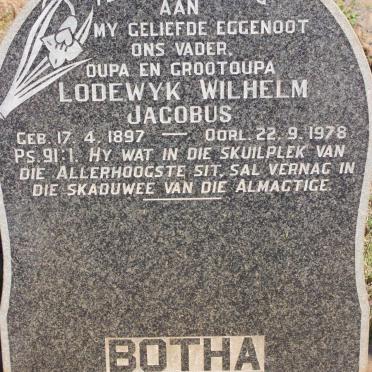 AAN
MY GELIEFDE EGGENOOT
ONS VADER,
OUPA EN GROOTOUPA
LODEWYK WILHELM
JACOBUS
GEB. 17. 4. 1897 — OORL. 22. 9. 1978
PS. 91:1. HY WAT IN DIE SKUILPLEK VAN
DIE ALLERHOOGSTE SIT, SAL VERNAG IN
DIE SKADUWEE VAN DIE ALMAGTIGE.
BOTHA